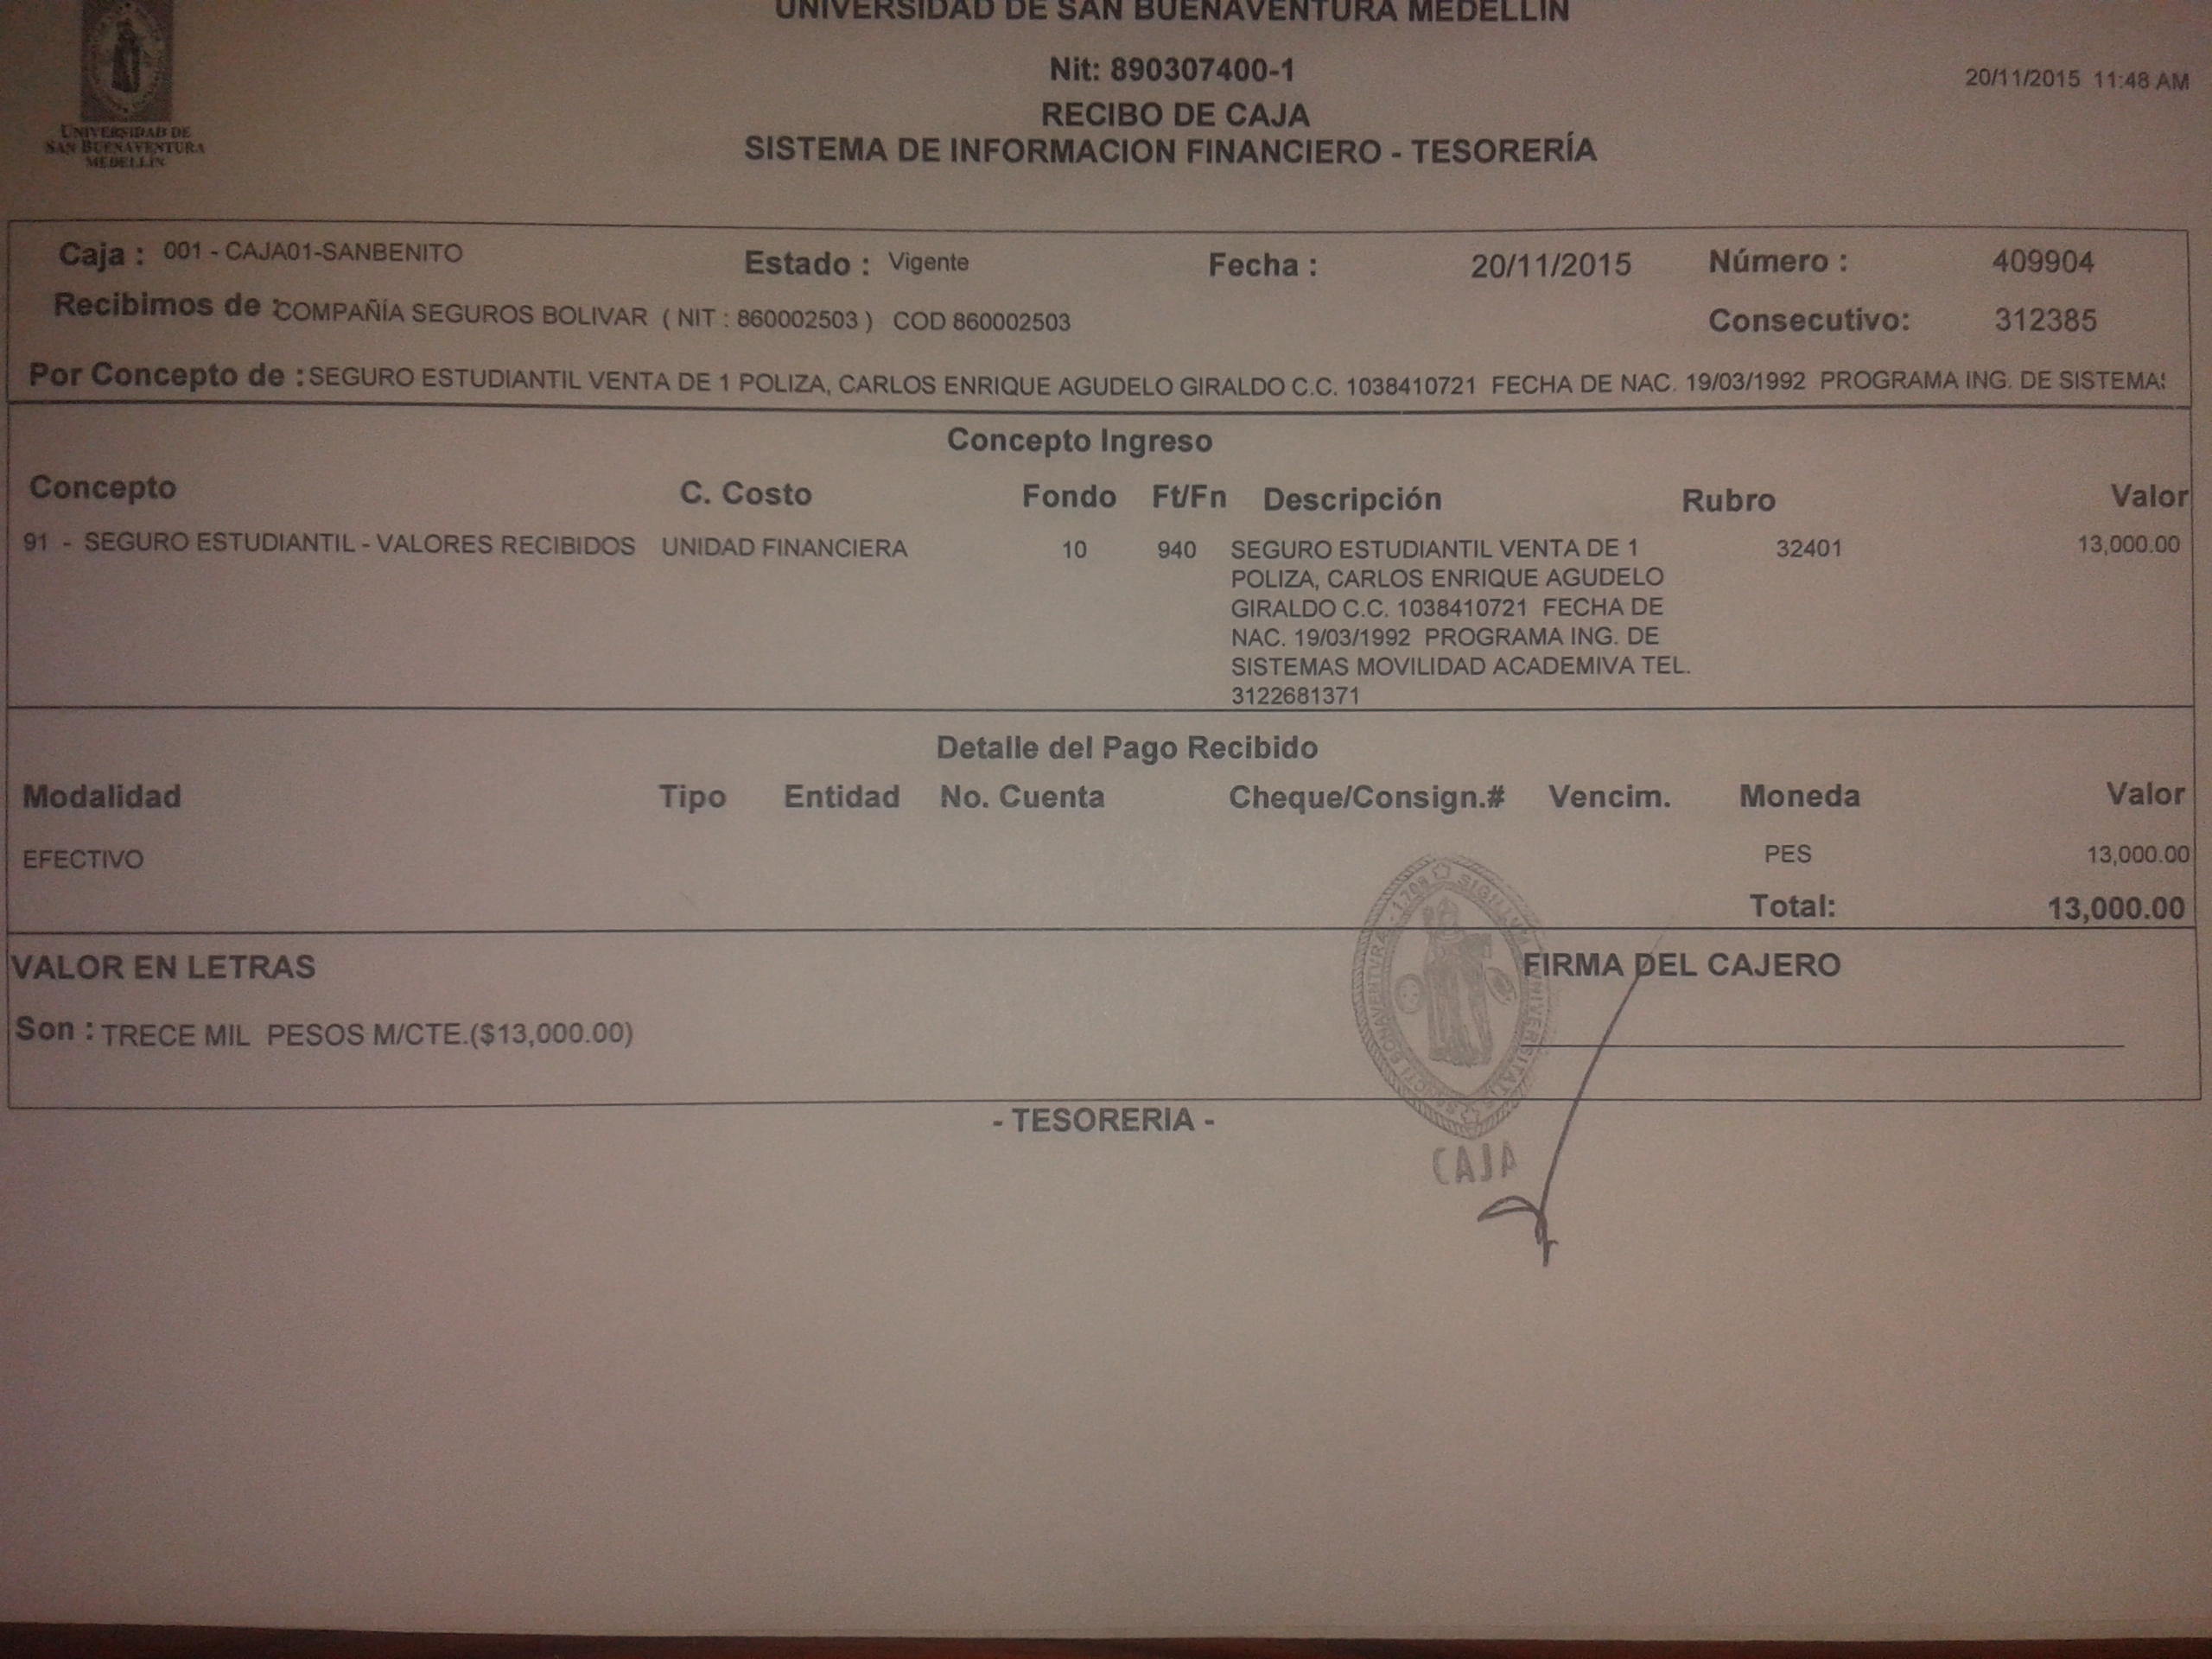 UNIVERSIDAD DE SAN BUENAVENTURA MEDELLIN
Nit: 890307400-1
20/11/2015 11:48 AM
RECIBO DE CAJA
SISTEMA DE INFORMACION FINANCIERO - TESORERÍA
UNIVERSIDAD DE
SAN BUENAVENTURA
MEDELLÍN
Caja : 001 - CAJA01-SANBENITO Estado : Vigente Fecha : 20/11/2015 Número : 409904
Recibimos de : COMPAÑÍA SEGUROS BOLIVAR ( NIT : 860002503 ) COD 860002503 Consecutivo: 312385
Por Concepto de : SEGURO ESTUDIANTIL VENTA DE 1 POLIZA, CARLOS ENRIQUE AGUDELO GIRALDO C.C. 1038410721 FECHA DE NAC. 19/03/1992 PROGRAMA ING. DE SISTEMA
Concepto Ingreso
Concepto C. Costo Fondo Ft/Fn Descripción Rubro Valor
91 - SEGURO ESTUDIANTIL - VALORES RECIBIDOS UNIDAD FINANCIERA 10 940 SEGURO ESTUDIANTIL VENTA DE 1 32401 13,000.00
POLIZA, CARLOS ENRIQUE AGUDELO
GIRALDO C.C. 1038410721 FECHA DE
NAC. 19/03/1992 PROGRAMA ING. DE
SISTEMAS MOVILIDAD ACADEMIVA TEL.
3122681371
Detalle del Pago Recibido
Modalidad Tipo Entidad No. Cuenta Cheque/Consign.# Vencim. Moneda Valor
EFECTIVO PES 13,000.00
Total: 13,000.00
VALOR EN LETRAS FIRMA DEL CAJERO
Son : TRECE MIL PESOS M/CTE.($13,000.00)
SIGILLUM UNIVERSITATIS SANCTI BONAVENTURA - 1708
- TESORERIA -
CAJA